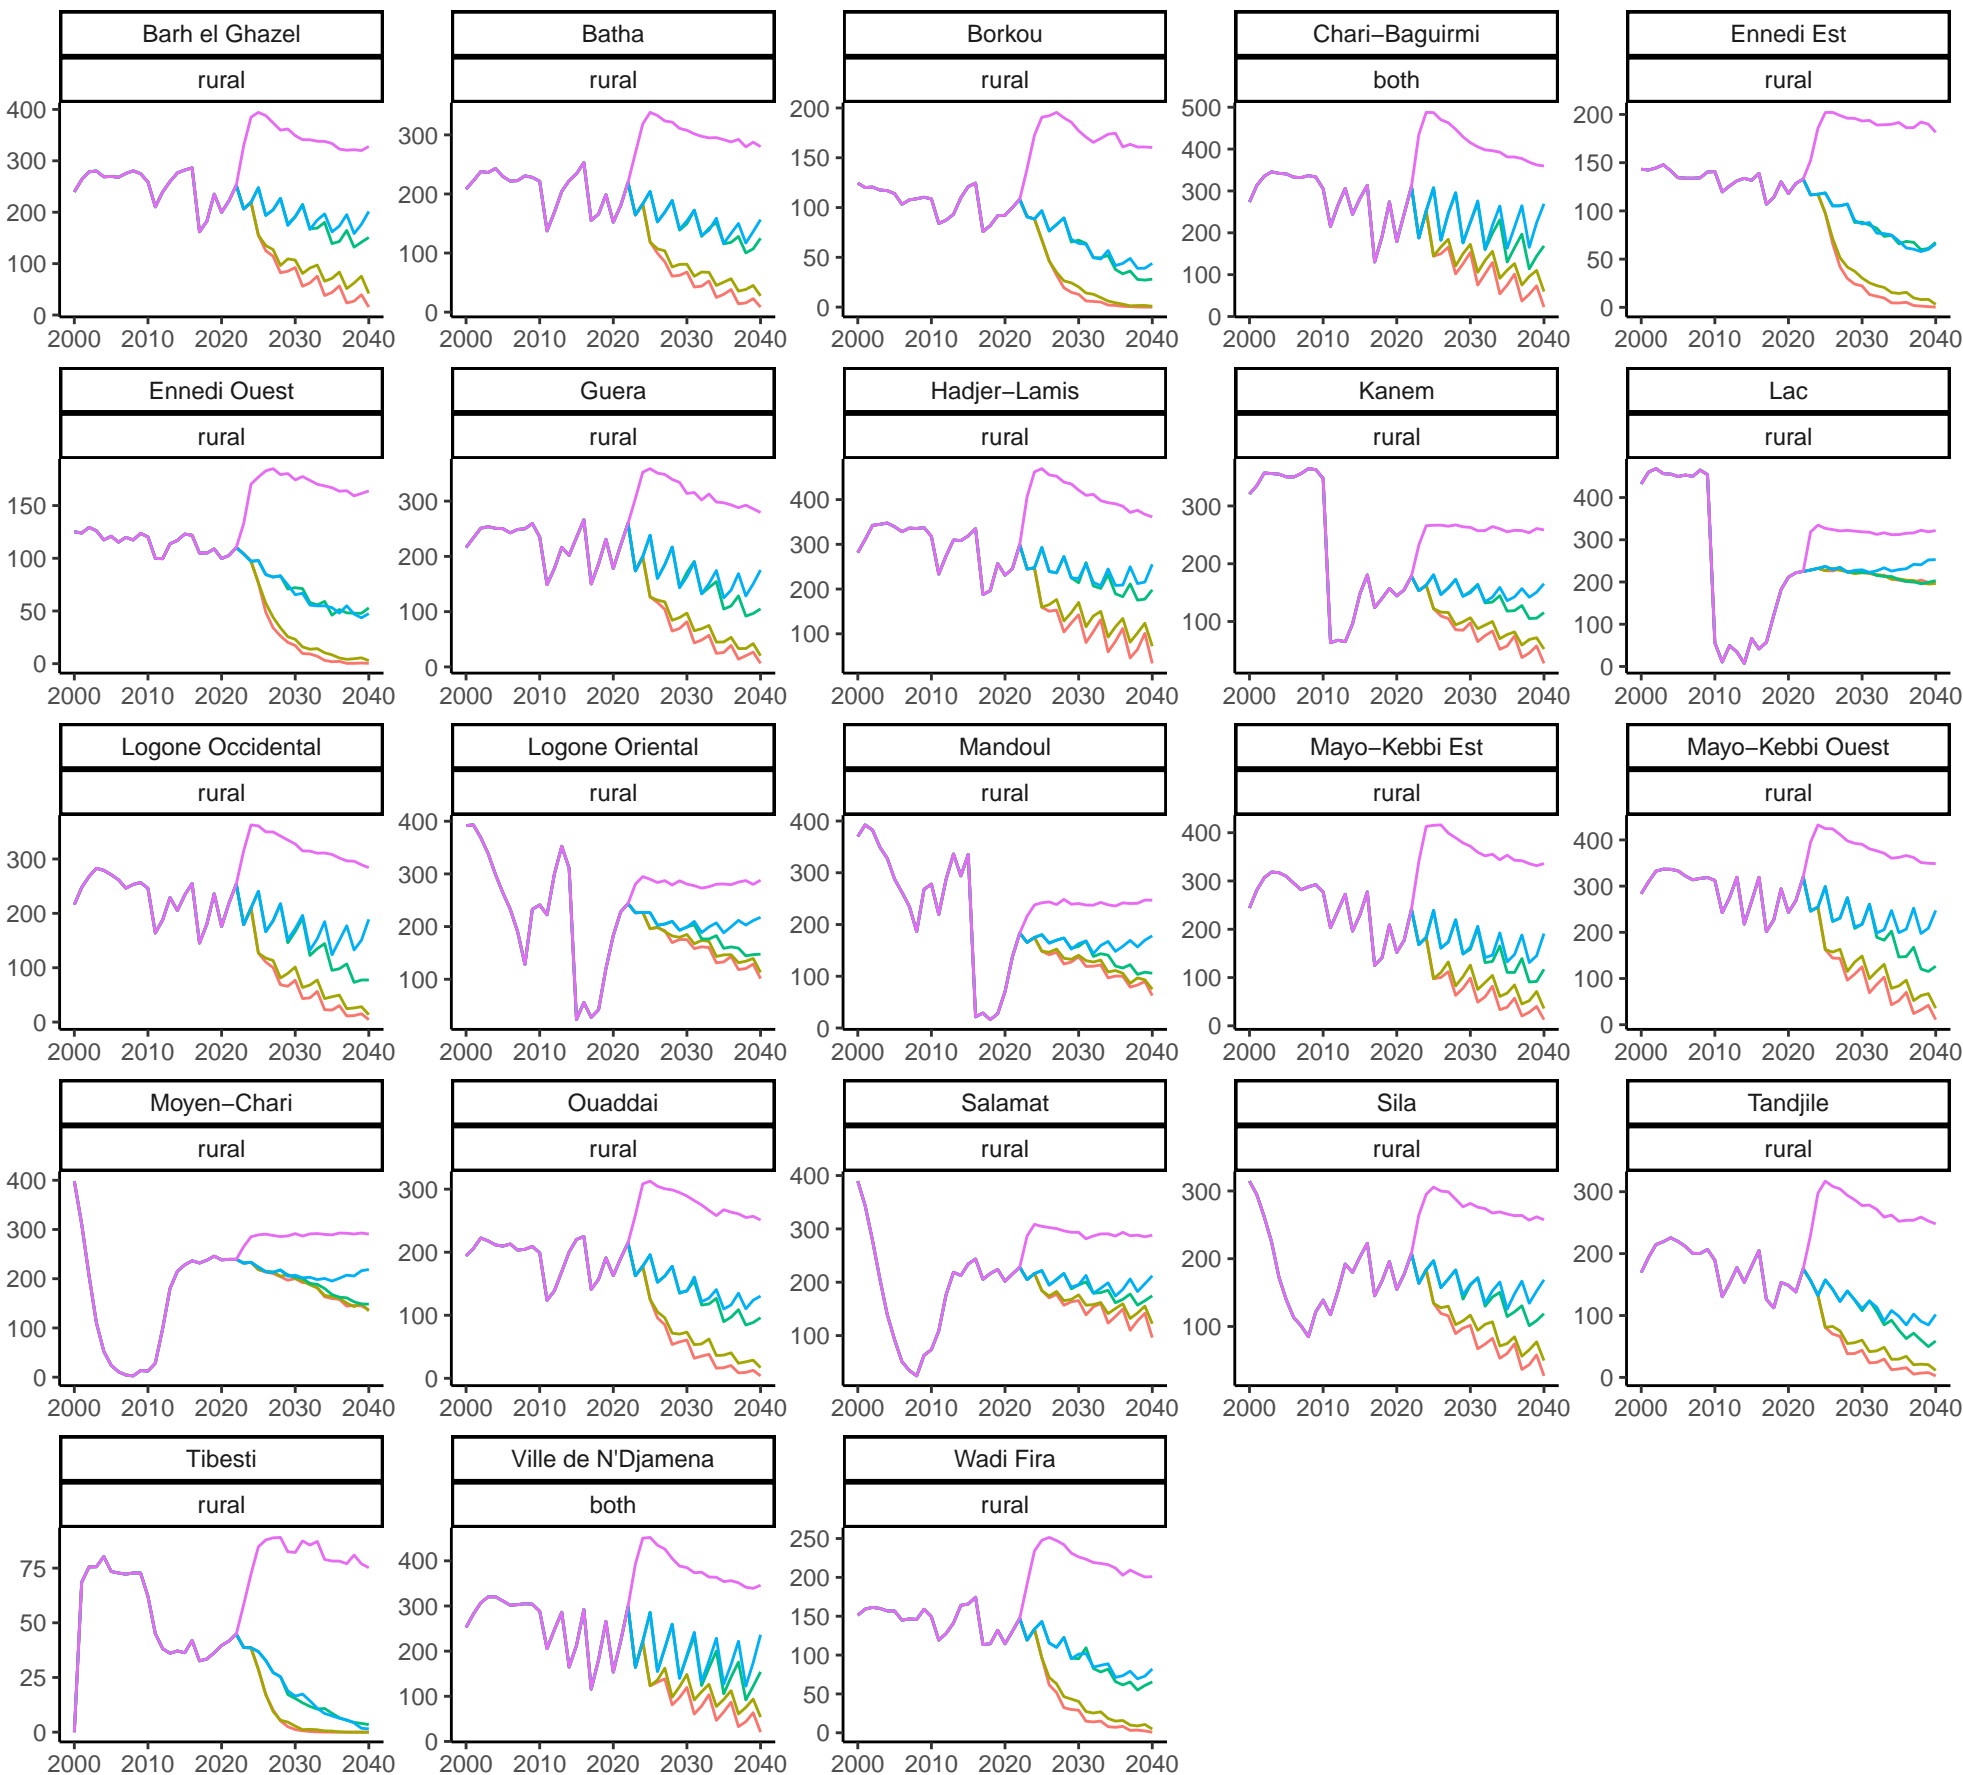 Barh el Ghazel Batha Borkou Chari−Baguirmi Ennedi Est
rural rural rural both rural
400 300 200 100 0
300 200 100 0
200 150 100 50 0
500 400 300 200 100 0
200 150 100 50 0
2000 2010 2020 2030 2040 2000 2010 2020 2030 2040 2000 2010 2020 2030 2040 2000 2010 2020 2030 2040 2000 2010 2020 2030 2040
Ennedi Ouest Guera Hadjer−Lamis Kanem Lac
rural rural rural rural rural
150 100 50 0
300 200 100 0
400 300 200 100
300 200 100
400 300 200 100 0
2000 2010 2020 2030 2040 2000 2010 2020 2030 2040 2000 2010 2020 2030 2040 2000 2010 2020 2030 2040 2000 2010 2020 2030 2040
Logone Occidental Logone Oriental Mandoul Mayo−Kebbi Est Mayo−Kebbi Ouest
rural rural rural rural rural
300 200 100 0
400 300 200 100
400 300 200 100 0
400 300 200 100 0
400 300 200 100 0
2000 2010 2020 2030 2040 2000 2010 2020 2030 2040 2000 2010 2020 2030 2040 2000 2010 2020 2030 2040 2000 2010 2020 2030 2040
Moyen−Chari Ouaddai Salamat Sila Tandjile
rural rural rural rural rural
400 300 200 100 0
300 200 100 0
400 300 200 100
300 200 100
300 200 100 0
2000 2010 2020 2030 2040 2000 2010 2020 2030 2040 2000 2010 2020 2030 2040 2000 2010 2020 2030 2040 2000 2010 2020 2030 2040
Tibesti Ville de N'Djamena Wadi Fira
rural both rural
75 50 25 0
400 300 200 100 0
250 200 150 100 50 0
2000 2010 2020 2030 2040 2000 2010 2020 2030 2040 2000 2010 2020 2030 2040